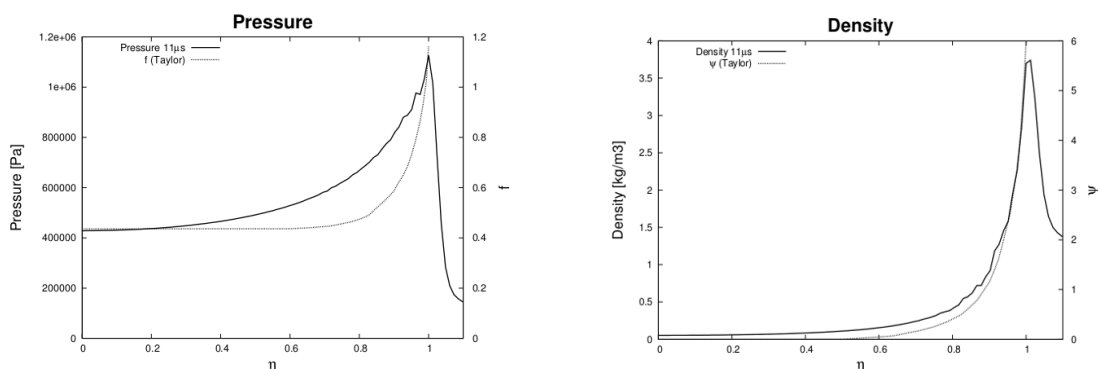 Pressure
Pressure 11μs
f (Taylor)
1.2e+06
1e+06
800000
600000
400000
200000
0
Pressure [Pa]
1.2
1
0.8
0.6
0.4
0.2
0
f
0 0.2 0.4 0.6 0.8 1
η
Density
Density 11μs
ψ (Taylor)
4
3.5
3
2.5
2
1.5
1
0.5
0
Density [kg/m3]
6
5
4
3
2
1
0
ψ
0 0.2 0.4 0.6 0.8 1
η